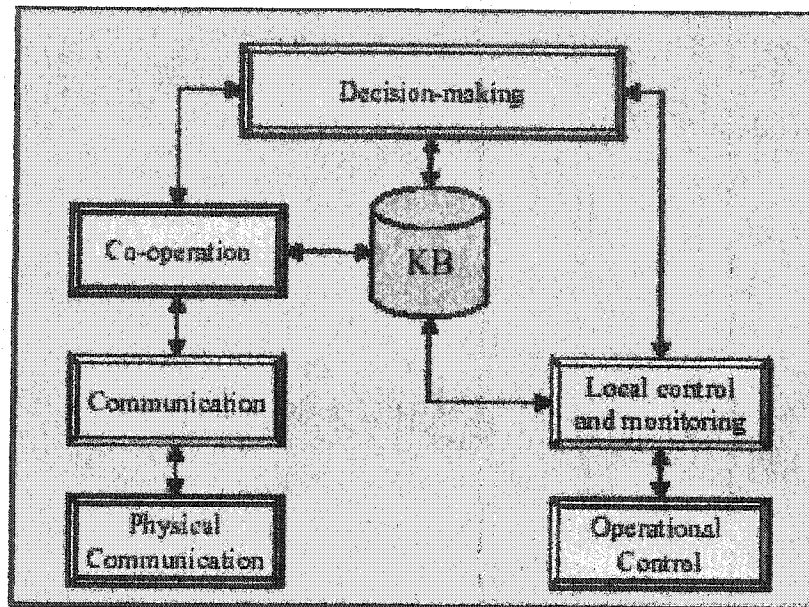 Decision-making
Co-operation
KB
Communication
Local control
and monitoring
Physical
Communication
Operational
Control